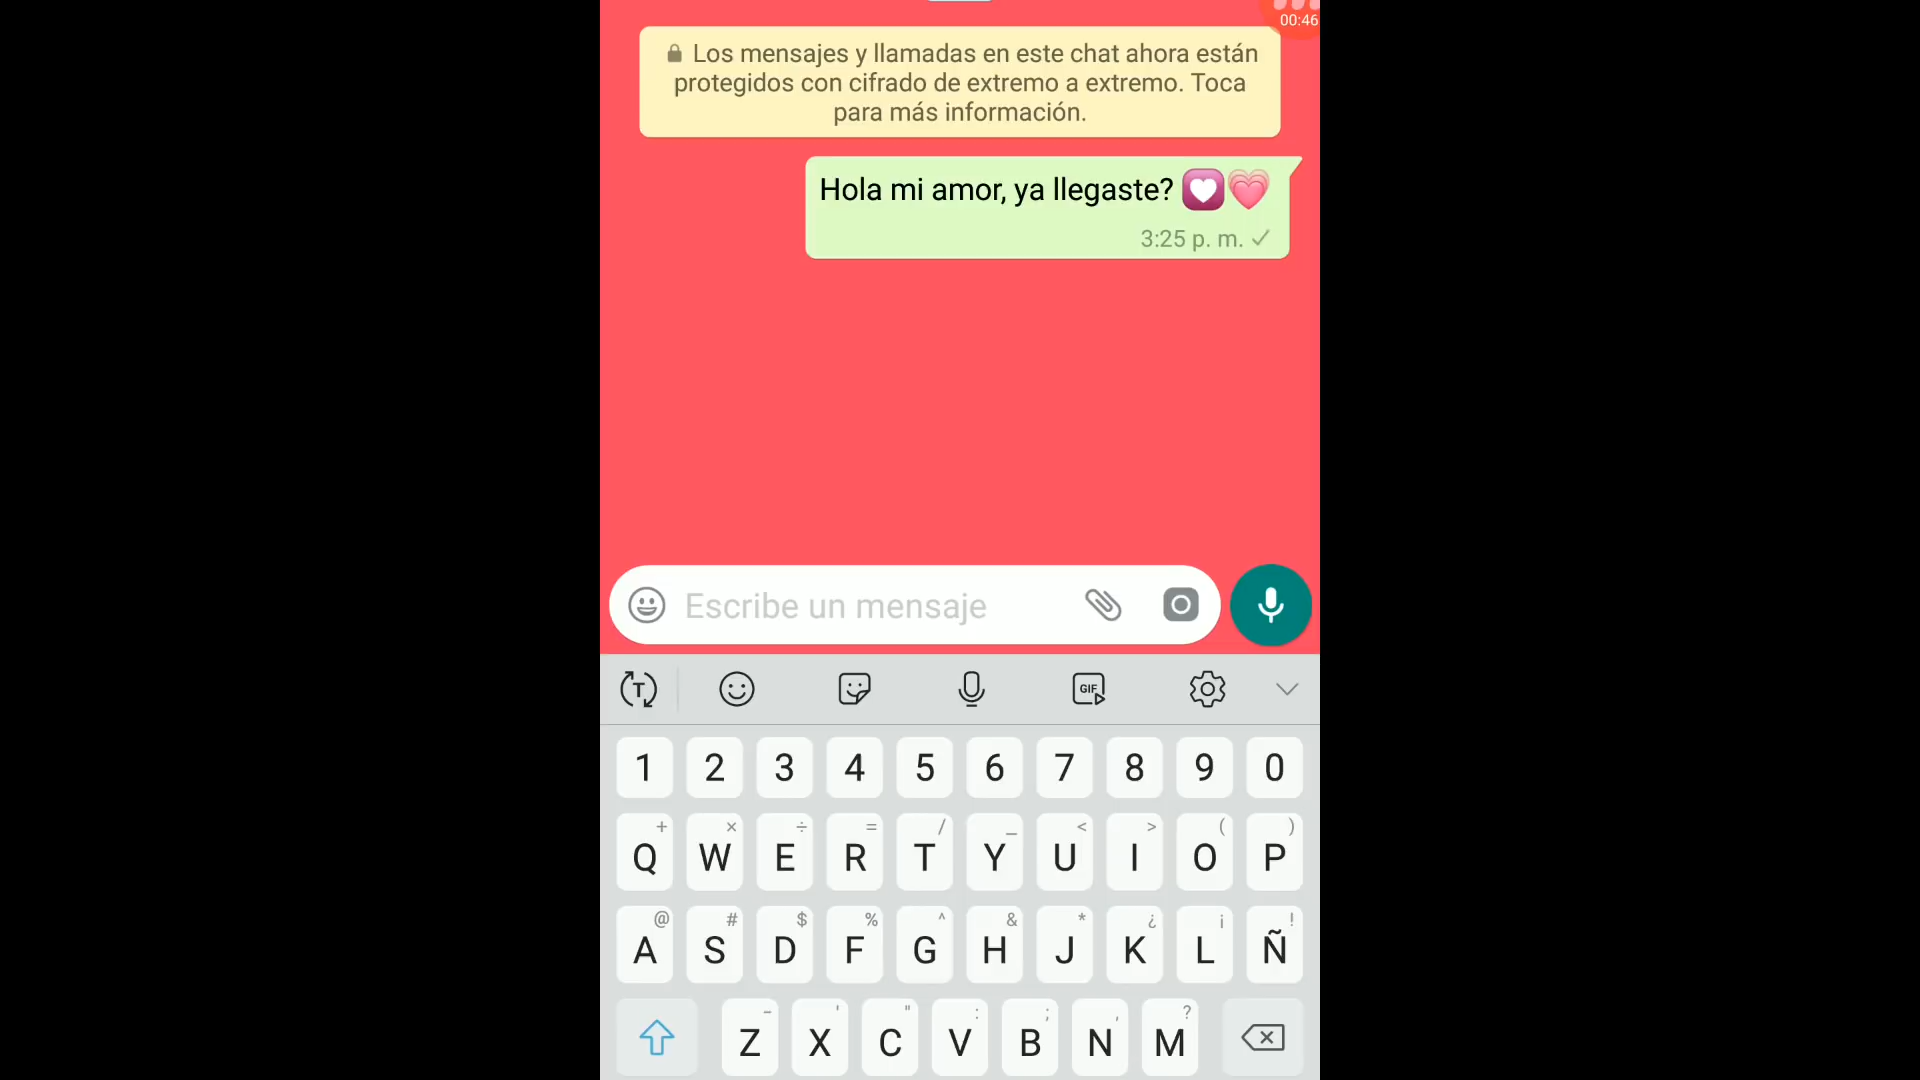 00:46
Los mensajes y llamadas en este chat ahora están
protegidos con cifrado de extremo a extremo. Toca
para más información.
Hola mi amor, ya llegaste? 💟💗
3:25 p. m.
Escribe un mensaje
T GIF
1 2 3 4 5 6 7 8 9 0
+ × ÷ = / _ < > ( )
Q W E R T Y U I O P
@ # $ % ^ & * ¿ ¡ !
A S D F G H J K L Ñ
- ' " : ; , ?
Z X C V B N M